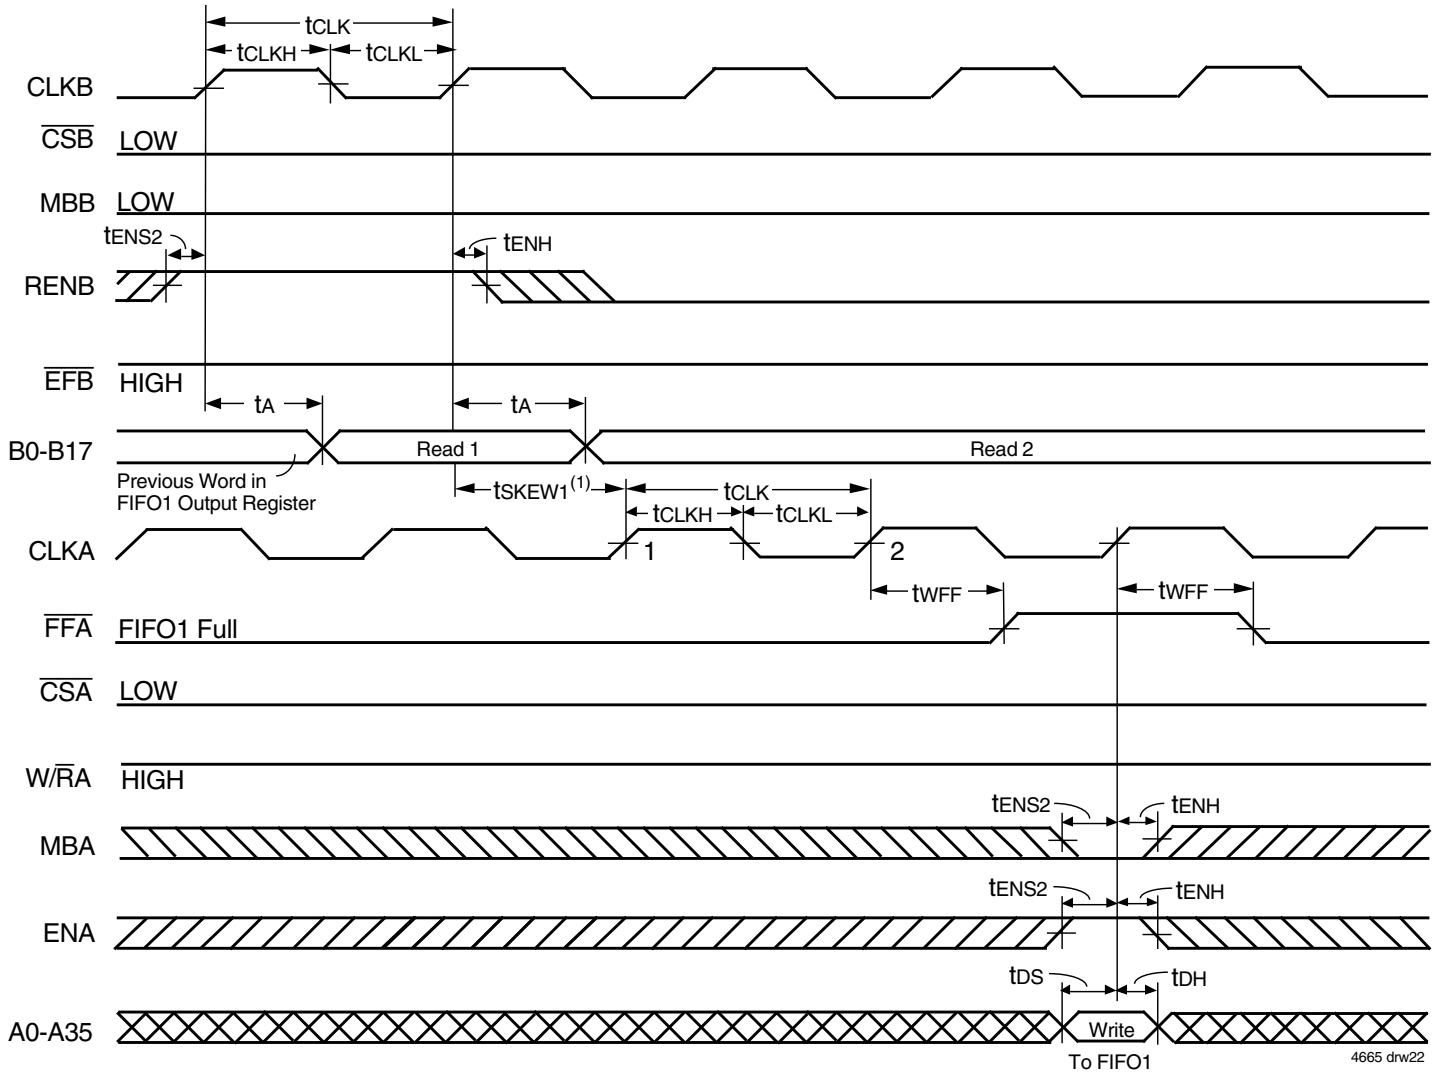 tCLK
tCLKH tCLKL
CLKB
CSB LOW
MBB LOW
tENS2 tENH
RENB
EFB HIGH
tA tA
B0-B17 Read 1 Read 2
Previous Word in
FIFO1 Output Register
tSKEW1(1) tCLK
tCLKH tCLKL
CLKA 1 2
tWFF tWFF
FFA FIFO1 Full
CSA LOW
W/RA HIGH
tENS2 tENH
MBA
tENS2 tENH
ENA
tDS tDH
A0-A35 Write
To FIFO1
4665 drw22